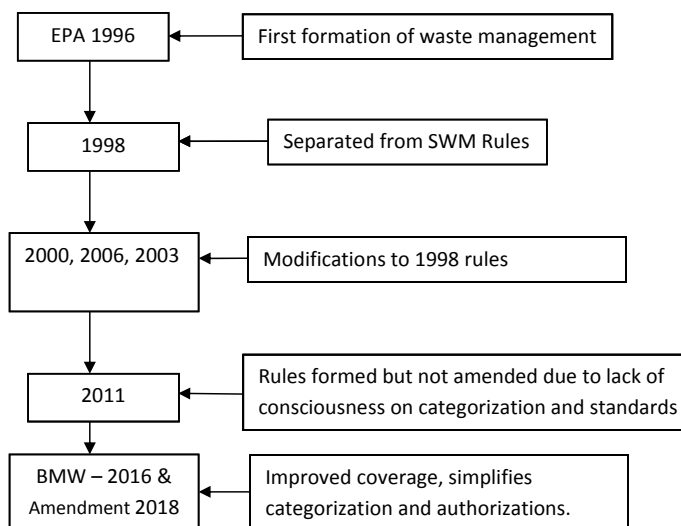 EPA 1996
First formation of waste management
1998
Separated from SWM Rules
2000, 2006, 2003
Modifications to 1998 rules
2011
Rules formed but not amended due to lack of
consciousness on categorization and standards
BMW – 2016 &
Amendment 2018
Improved coverage, simplifies
categorization and authorizations.